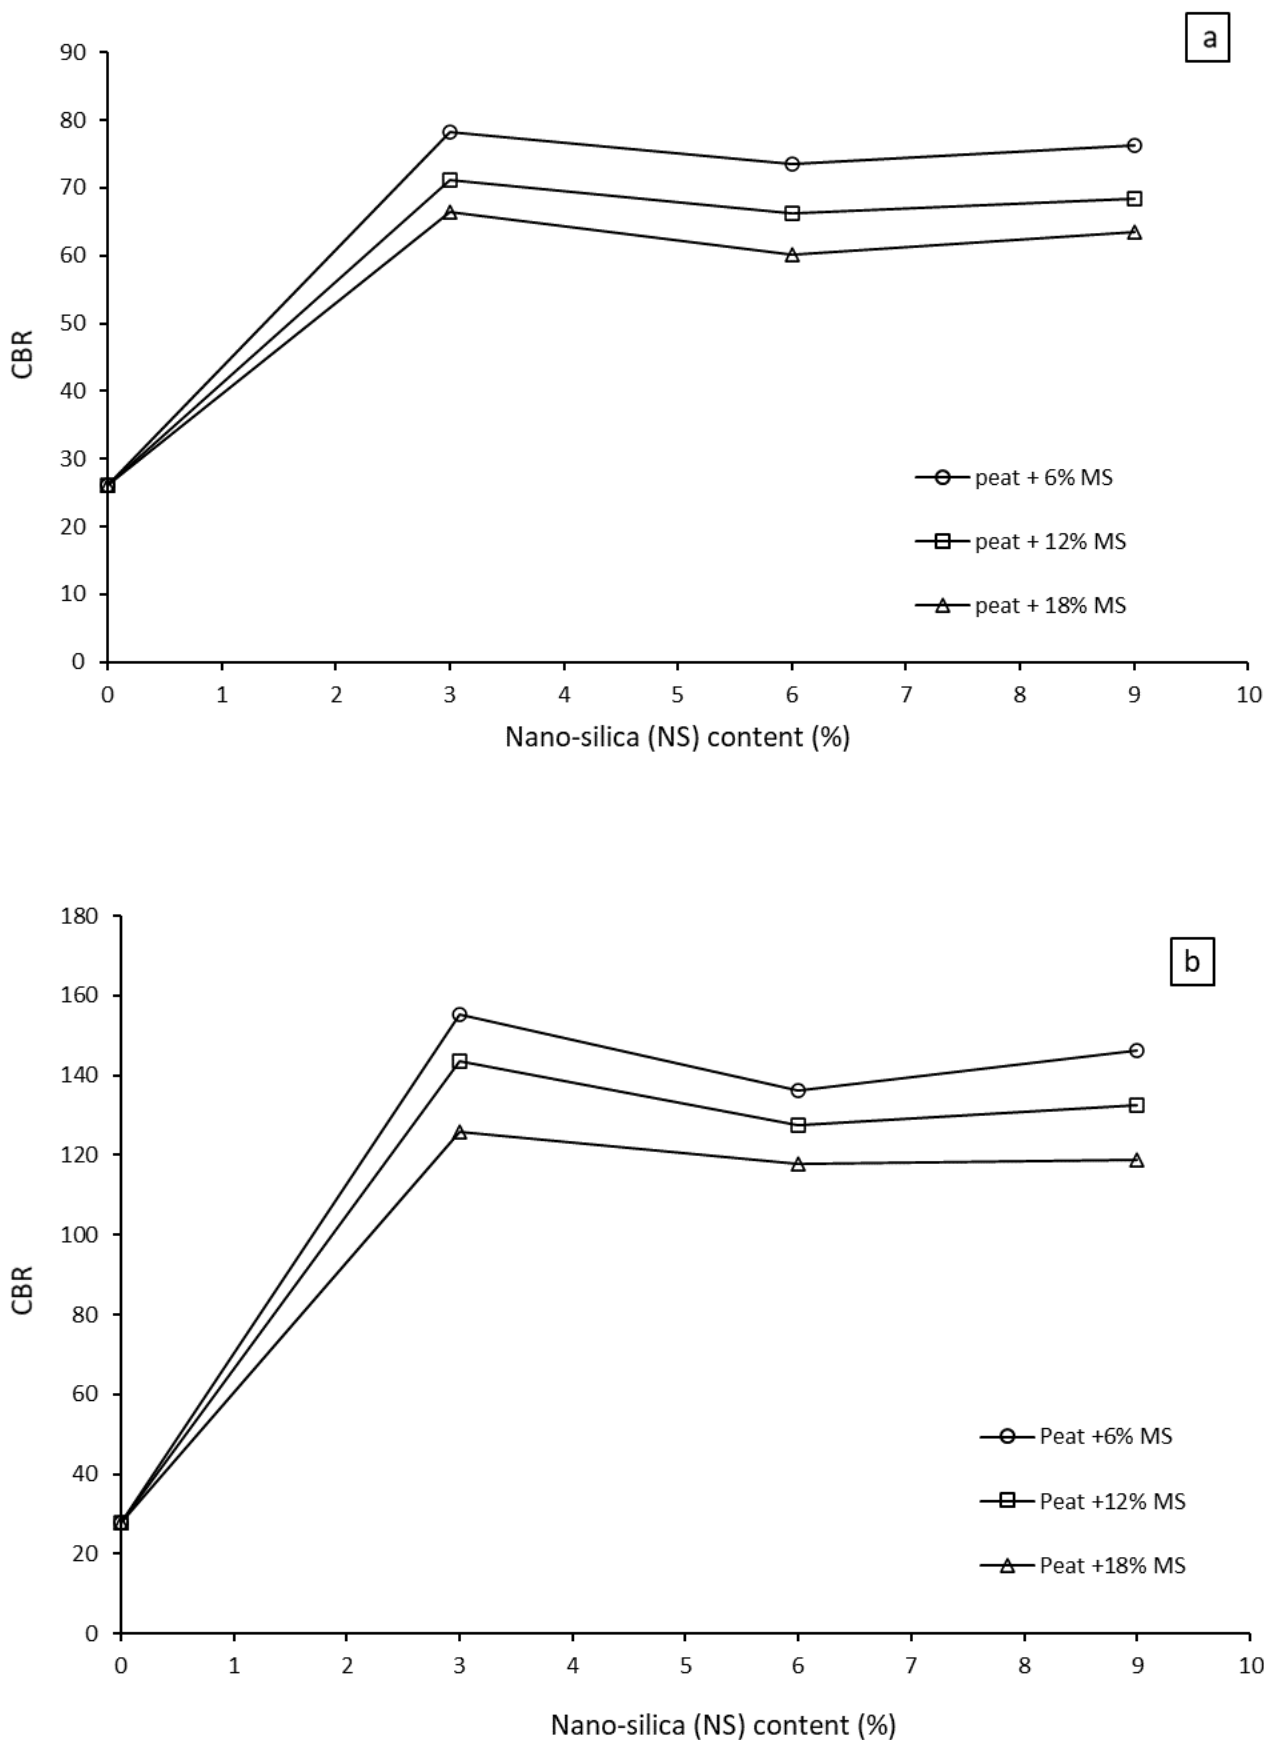 a
90
80
70
60
50
40
30
20
10
0
CBR
peat + 6% MS
peat + 12% MS
peat + 18% MS
0 1 2 3 4 5 6 7 8 9 10
Nano-silica (NS) content (%)
b
180
160
140
120
100
80
60
40
20
0
CBR
Peat +6% MS
Peat +12% MS
Peat +18% MS
0 1 2 3 4 5 6 7 8 9 10
Nano-silica (NS) content (%)